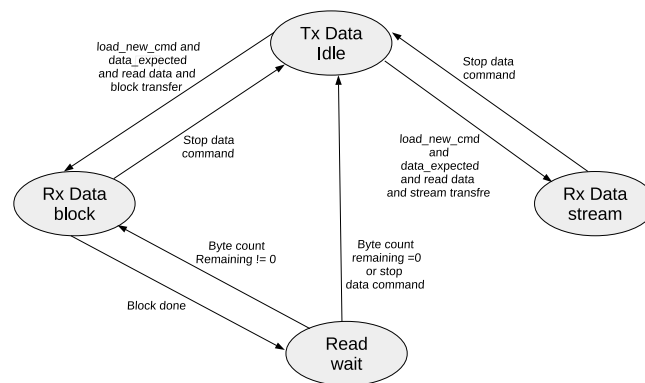 Tx Data
Idle
load_new_cmd and
data_expected
and read data and
block transfer
Stop data
command
Stop data
command
load_new_cmd
and
data_expected
and read data
and stream transfre
Rx Data
block
Rx Data
stream
Byte count
Remaining != 0
Byte count
remaining =0
or stop
data command
Block done
Read
wait